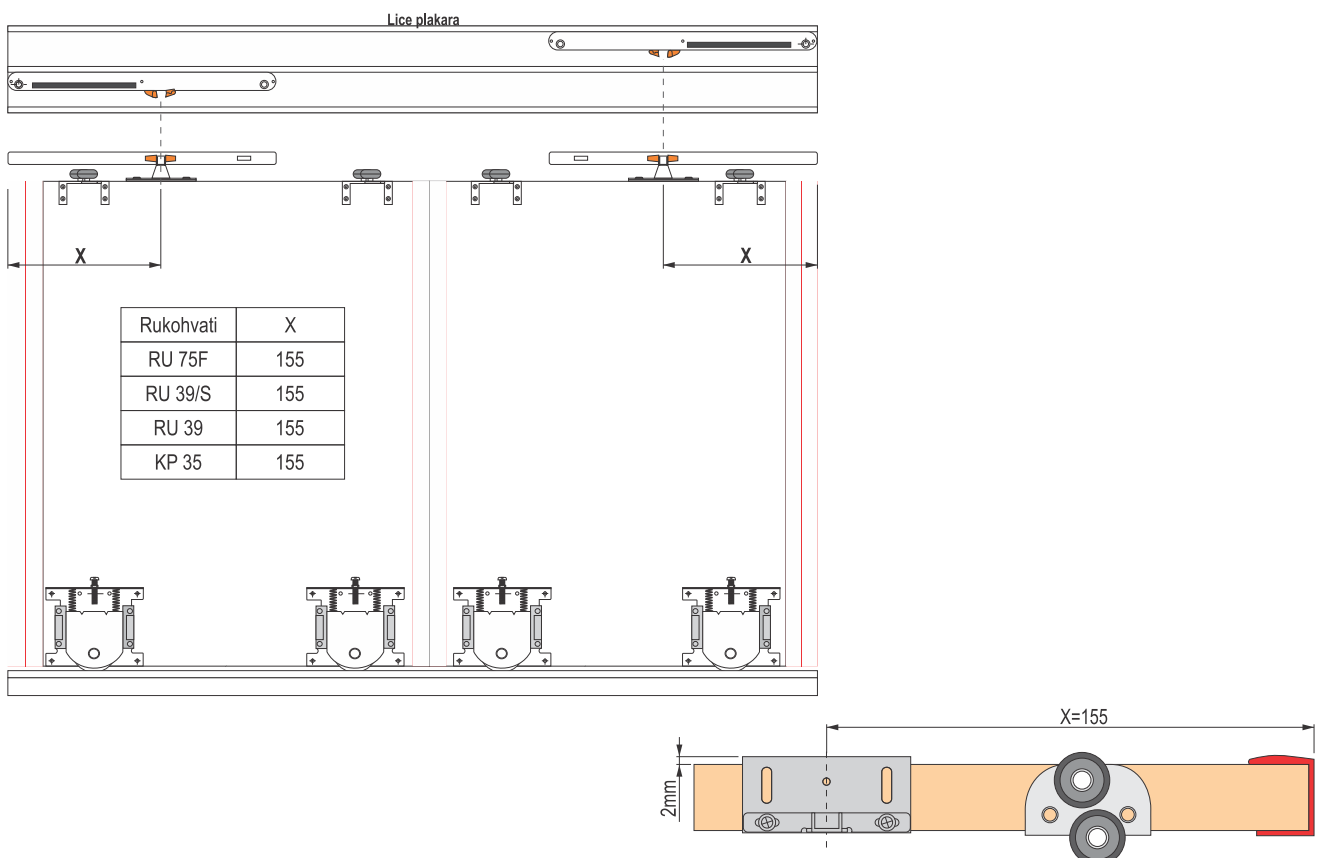 Lice plakara
X X
Rukohvati X
RU 75F 155
RU 39/S 155
RU 39 155
KP 35 155
X=155
2mm